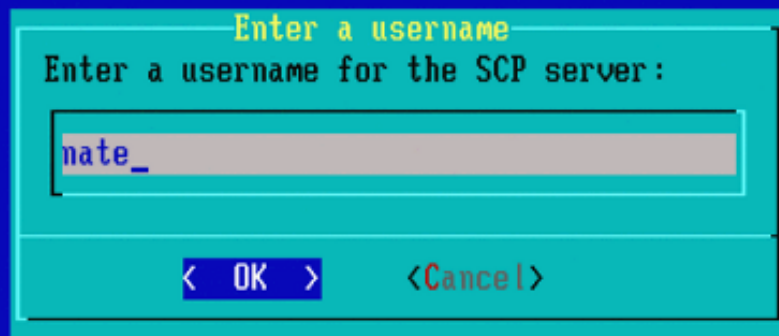 Enter a username
Enter a username for the SCP server:
nate_
< OK > <Cancel>